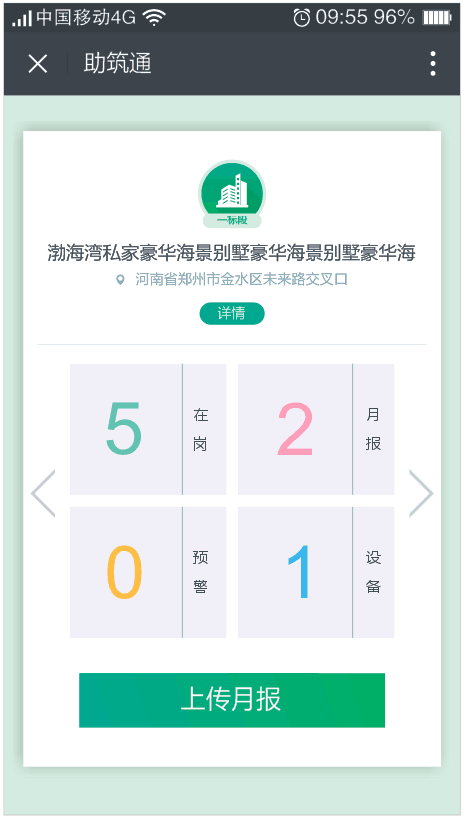 中国移动4G 09:55 96%
助筑通
一标段
渤海湾私家豪华海景别墅豪华海景别墅豪华海
河南省郑州市金水区未来路交叉口
详情
5 在岗
2 月报
0 预警
1 设备
上传月报